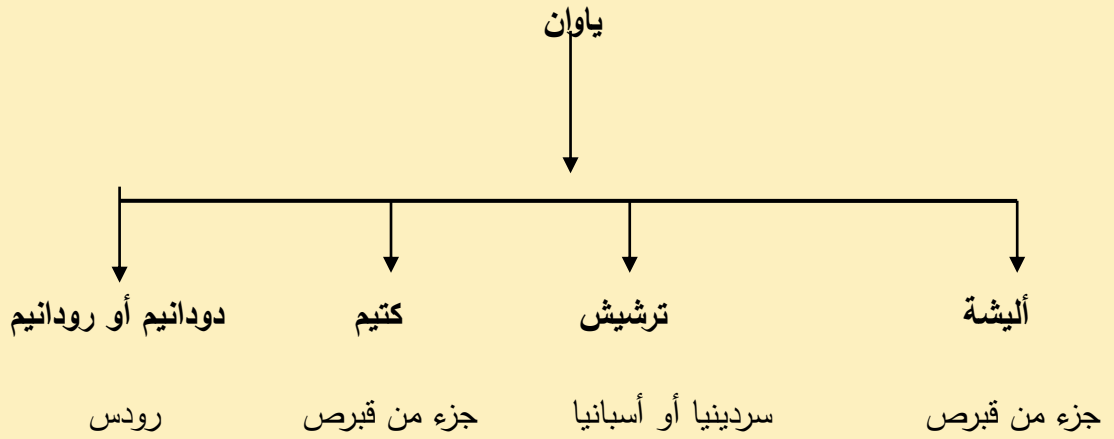 ياوان
أليشة ترشيش كتيم دودانيم أو رودانيم
جزء من قبرص سردينيا أو أسبانيا جزء من قبرص رودس